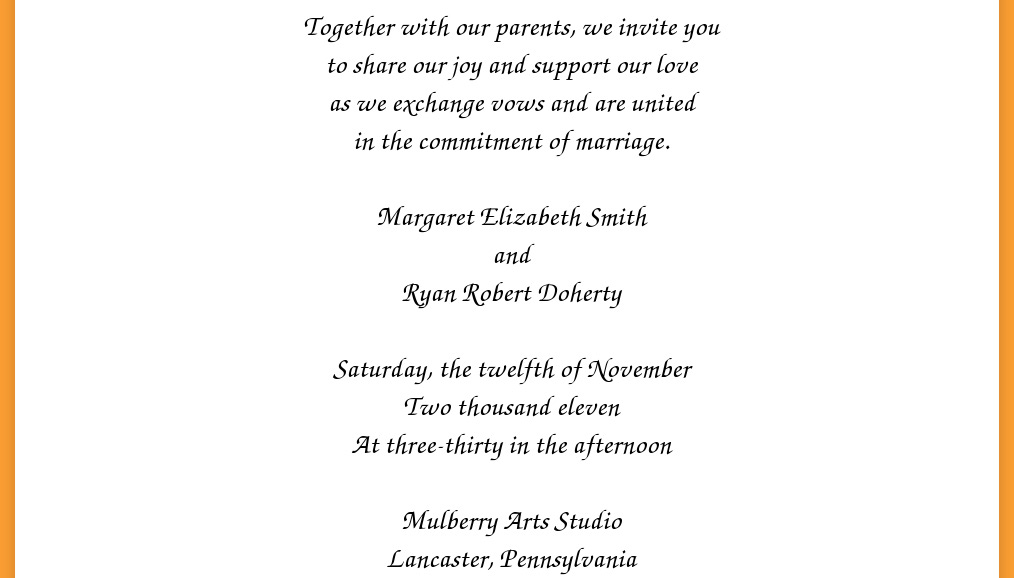 Together with our parents, we invite you
to share our joy and support our love
as we exchange vows and are united
in the commitment of marriage.
Margaret Elizabeth Smith
and
Ryan Robert Doherty
Saturday, the twelfth of November
Two thousand eleven
At three-thirty in the afternoon
Mulberry Arts Studio
Lancaster, Pennsylvania